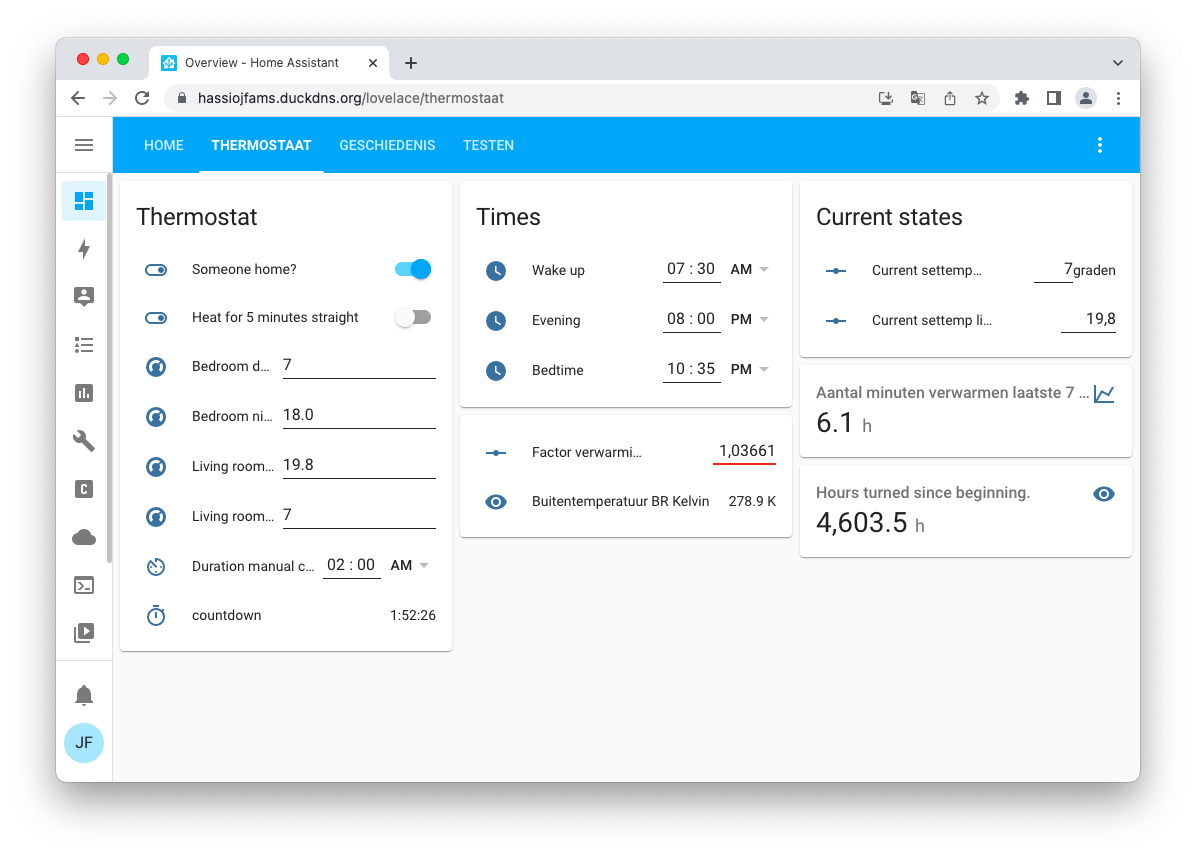 Overview - Home Assistant
hassiojfams.duckdns.org/lovelace/thermostaat
HOME THERMOSTAAT GESCHIEDENIS TESTEN
Thermostat
Someone home?
Heat for 5 minutes straight
Bedroom d... 7
Bedroom ni... 18.0
Living room... 19.8
Living room... 7
Duration manual c... 02 : 00 AM
countdown 1:52:26
Times
Wake up 07 : 30 AM
Evening 08 : 00 PM
Bedtime 10 : 35 PM
Factor verwarmi... 1,03661
Buitentemperatuur BR Kelvin 278.9 K
Current states
Current settemp... 7 graden
Current settemp li... 19,8
Aantal minuten verwarmen laatste 7 ...
6.1 h
Hours turned since beginning.
4,603.5 h
C
JF